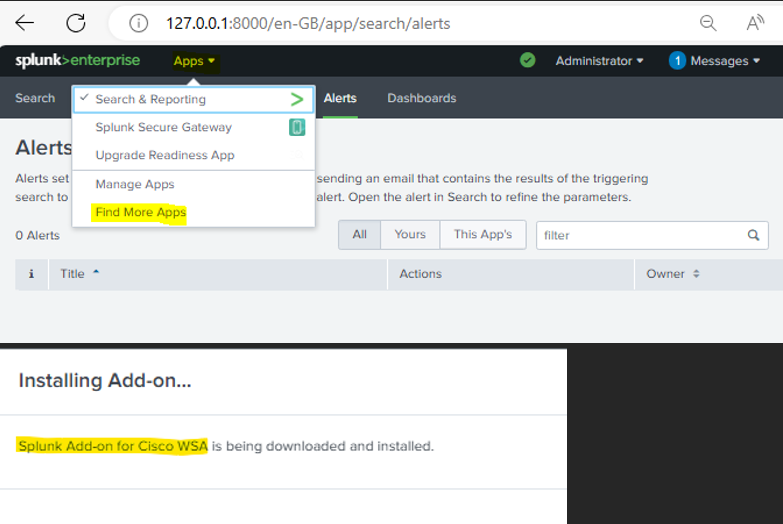 127.0.0.1:8000/en-GB/app/search/alerts
splunk>enterprise Apps Administrator 1 Messages
Search Search & Reporting Alerts Dashboards
Splunk Secure Gateway
Upgrade Readiness App
Manage Apps
Find More Apps
Alerts
Alerts set sending an email that contains the results of the triggering
search to alert. Open the alert in Search to refine the parameters.
0 Alerts All Yours This App's filter
i Title Actions Owner
Installing Add-on...
Splunk Add-on for Cisco WSA is being downloaded and installed.